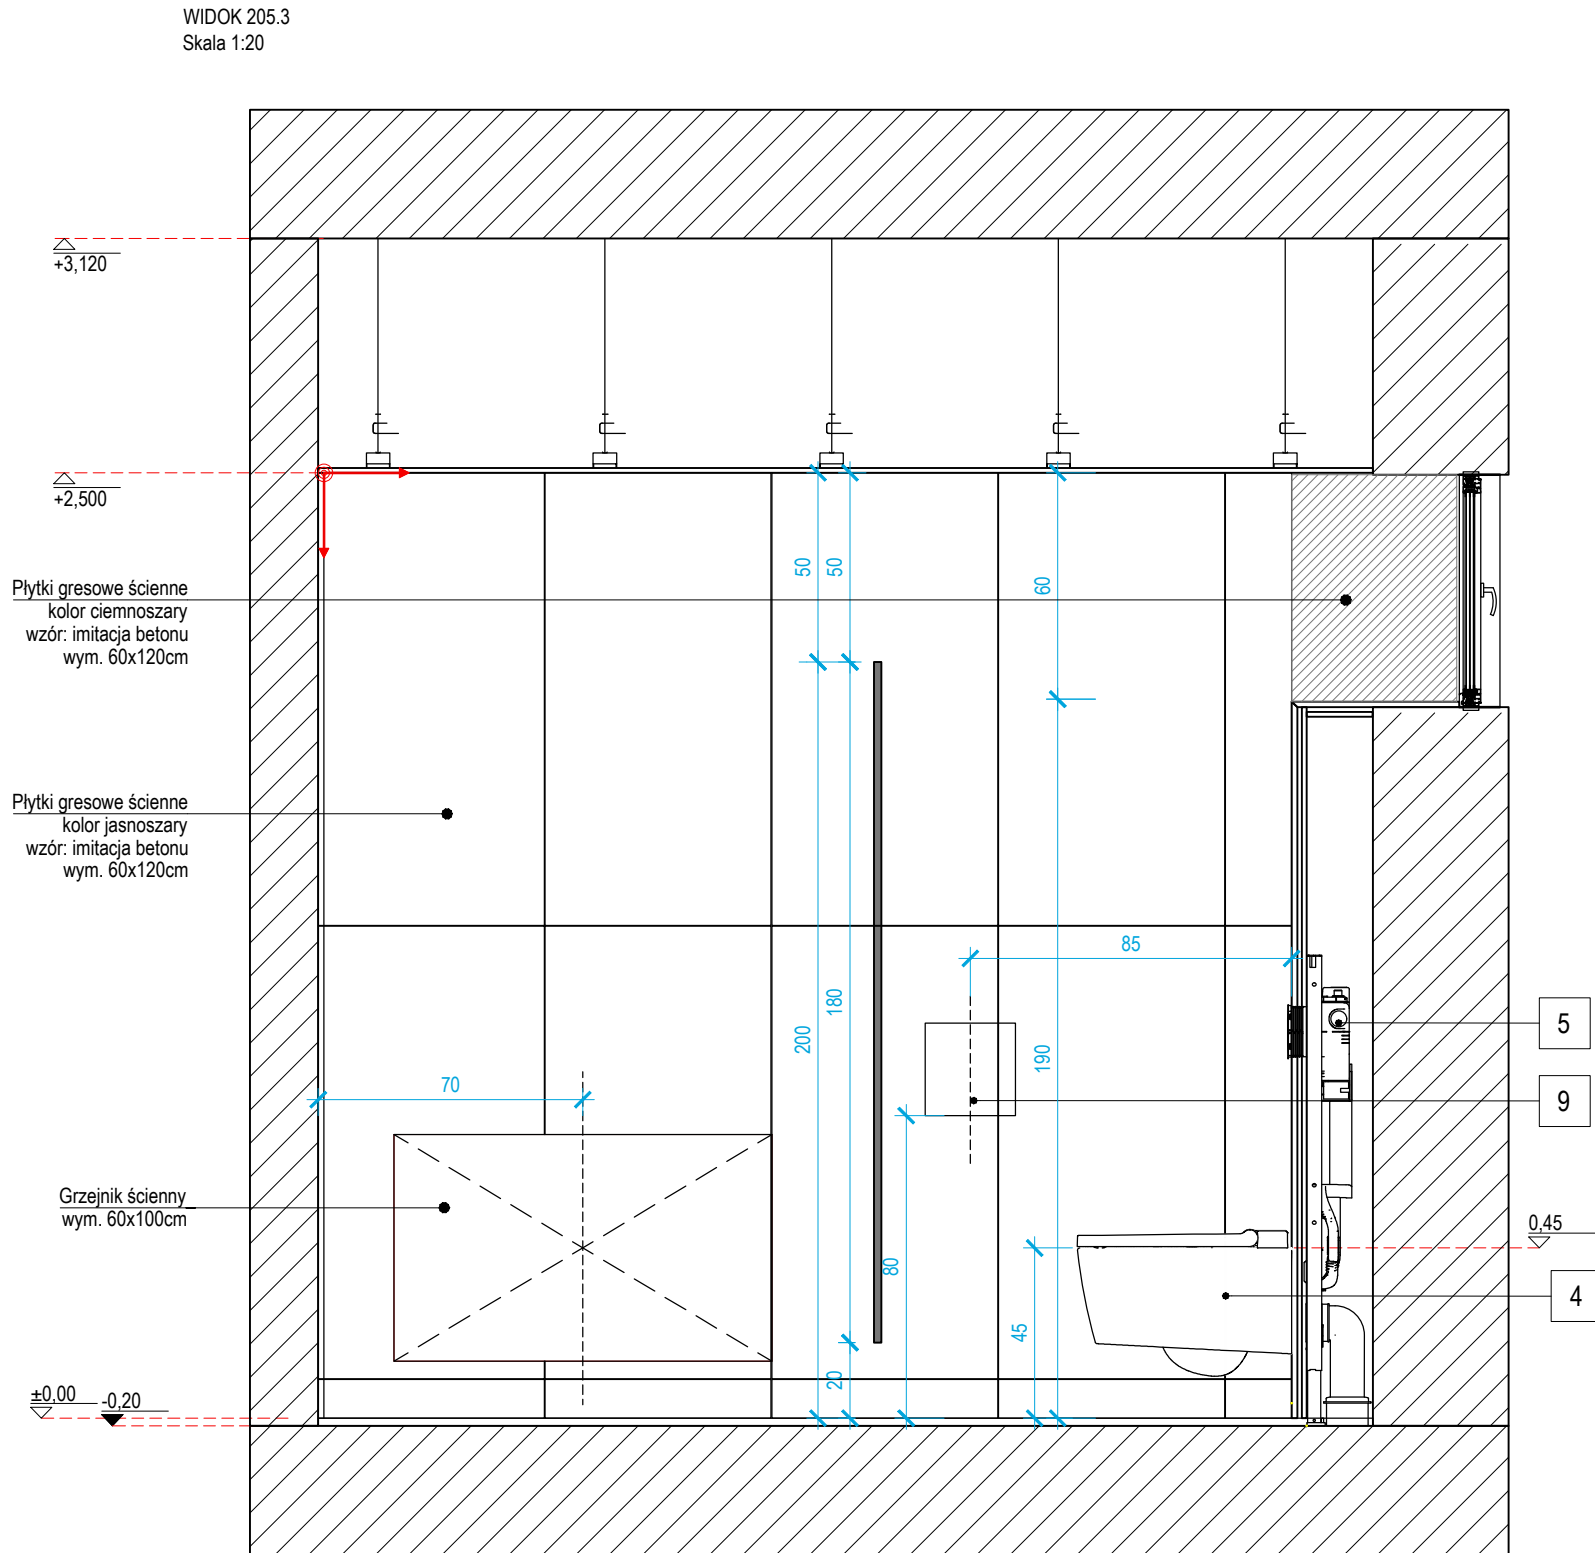 WIDOK 205.3
Skala 1:20
+3,120
+2,500
50
50
60
Płytki gresowe ścienne
kolor ciemnoszary
wzór: imitacja betonu
wym. 60x120cm
Płytki gresowe ścienne
kolor jasnoszary
wzór: imitacja betonu
wym. 60x120cm
85
180
200
190
5
70
9
Grzejnik ścienny
wym. 60x100cm
0,45
80
4
45
20
±0,00
-0,20